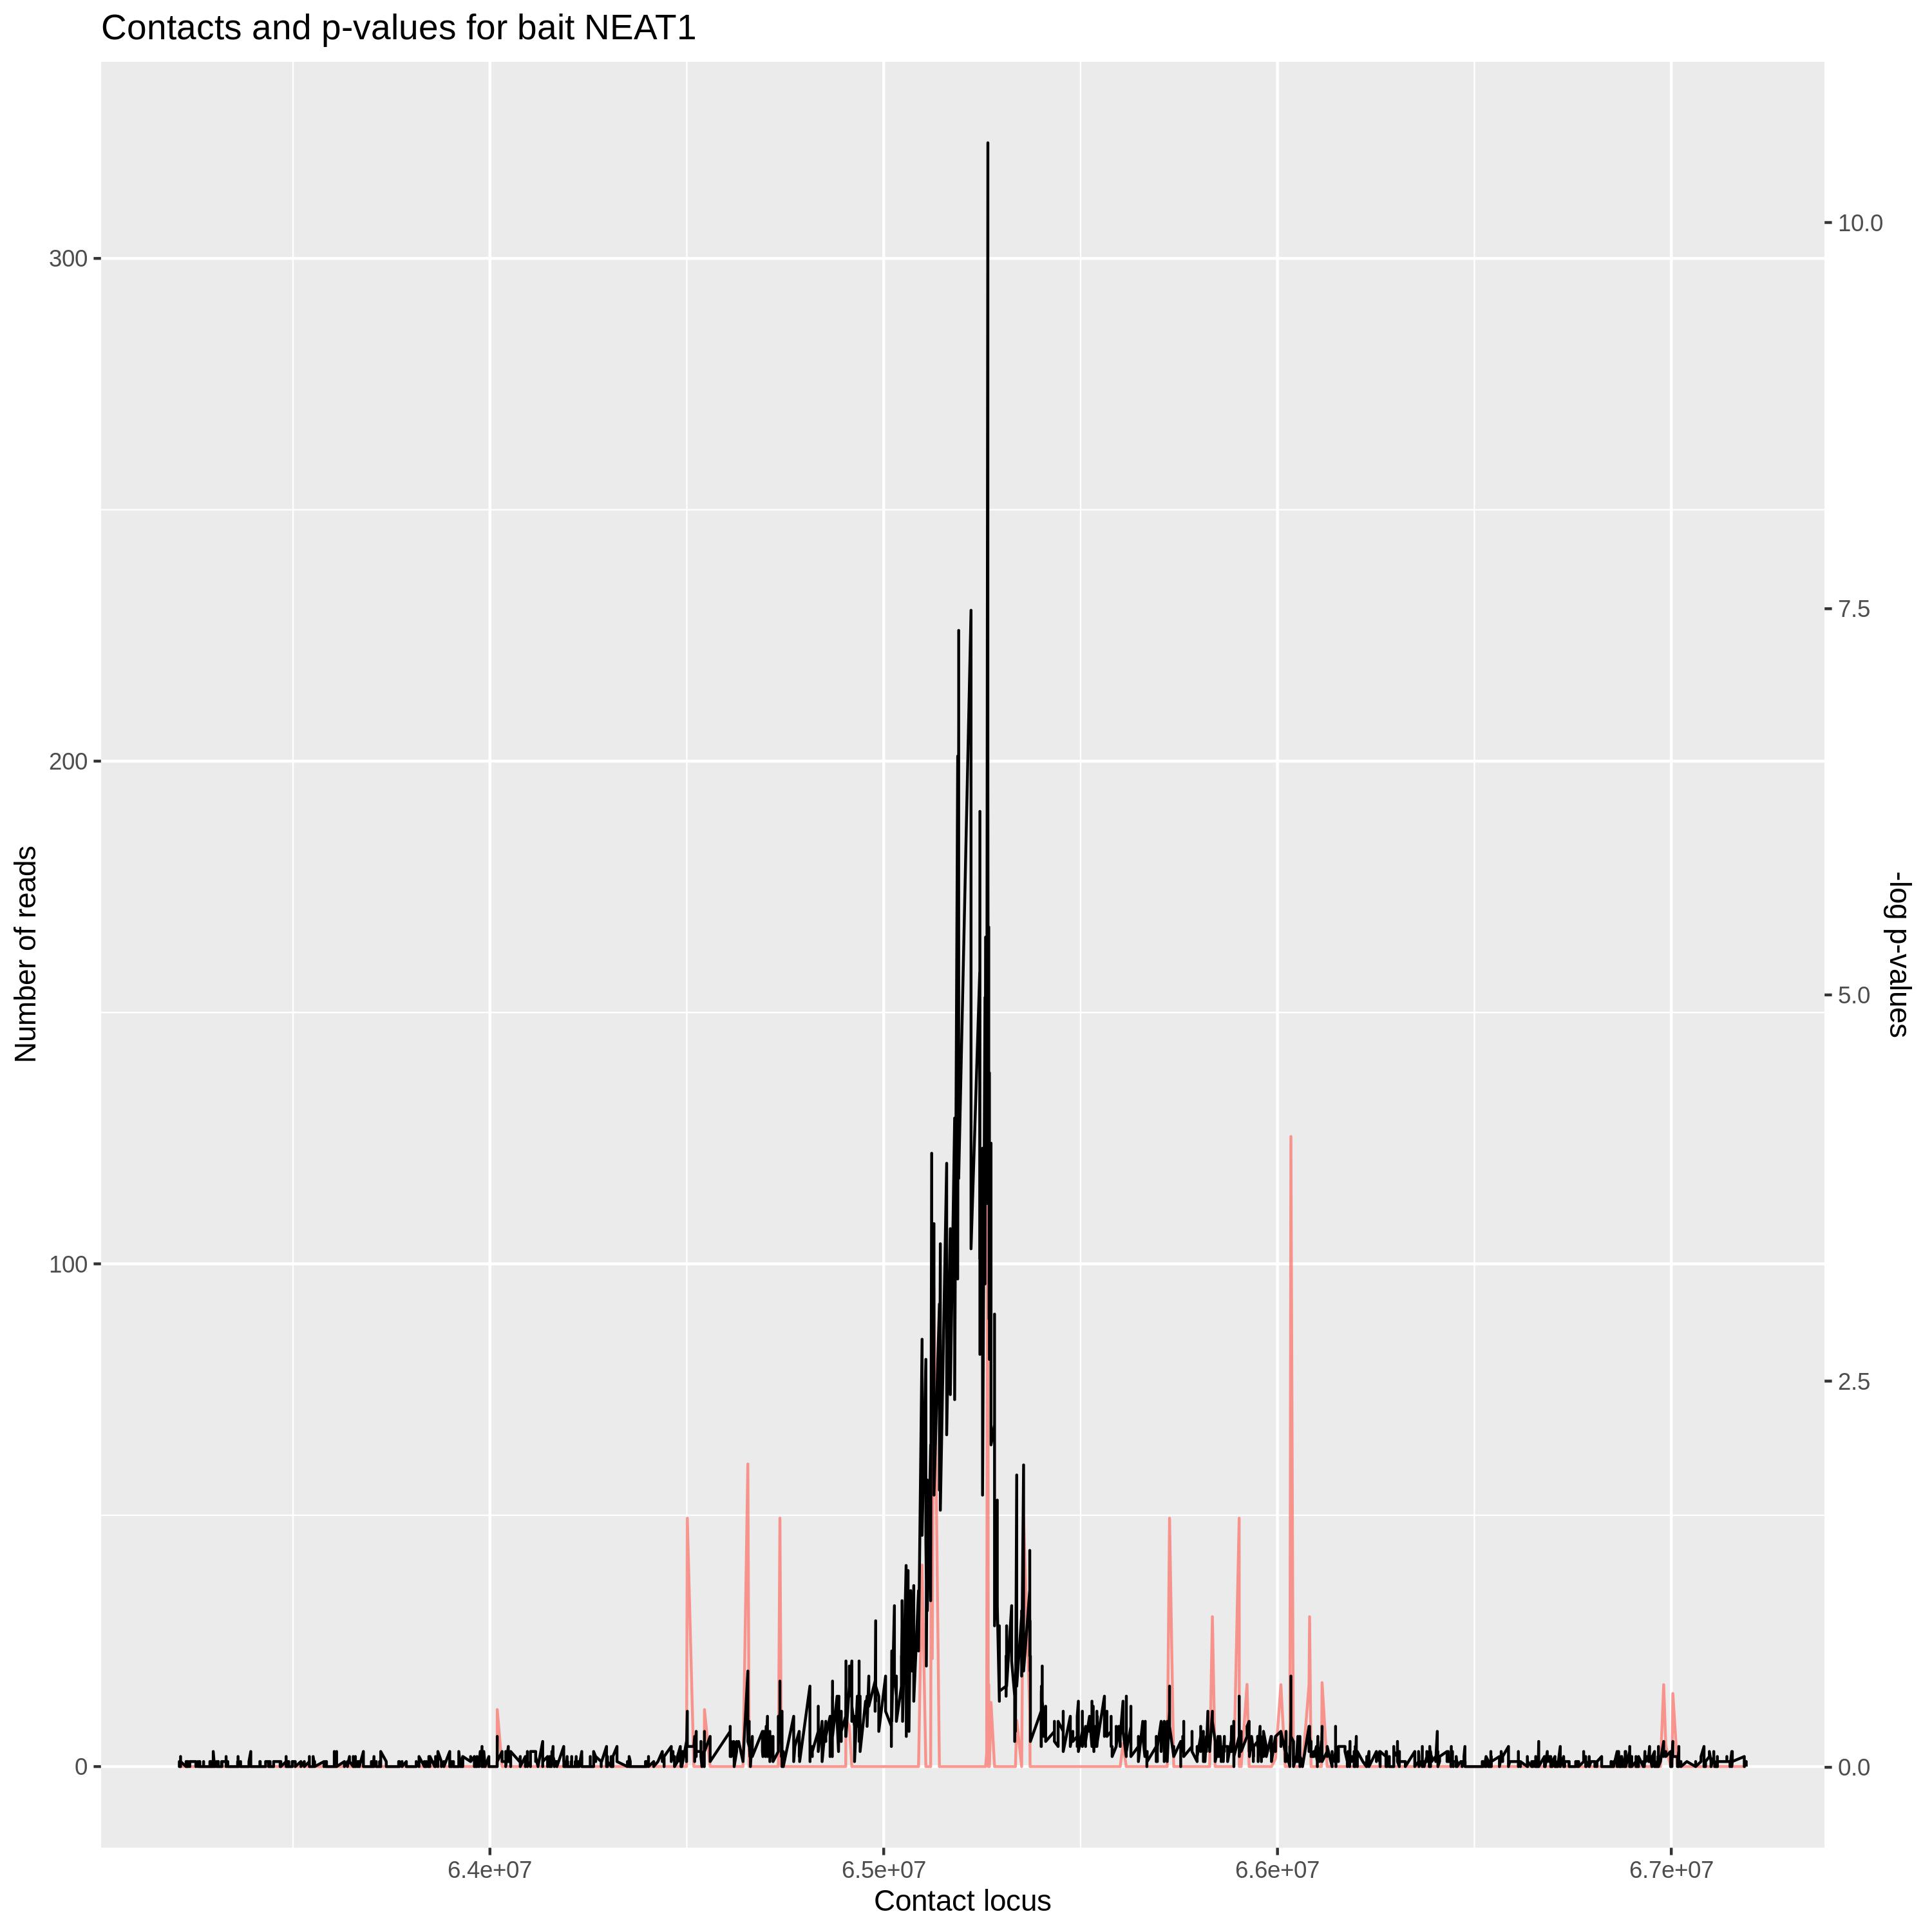 Contacts and p-values for bait NEAT1
300
200
100
0
Number of reads
10.0
7.5
5.0
2.5
0.0
-log p-values
6.4e+07
6.5e+07
6.6e+07
6.7e+07
Contact locus